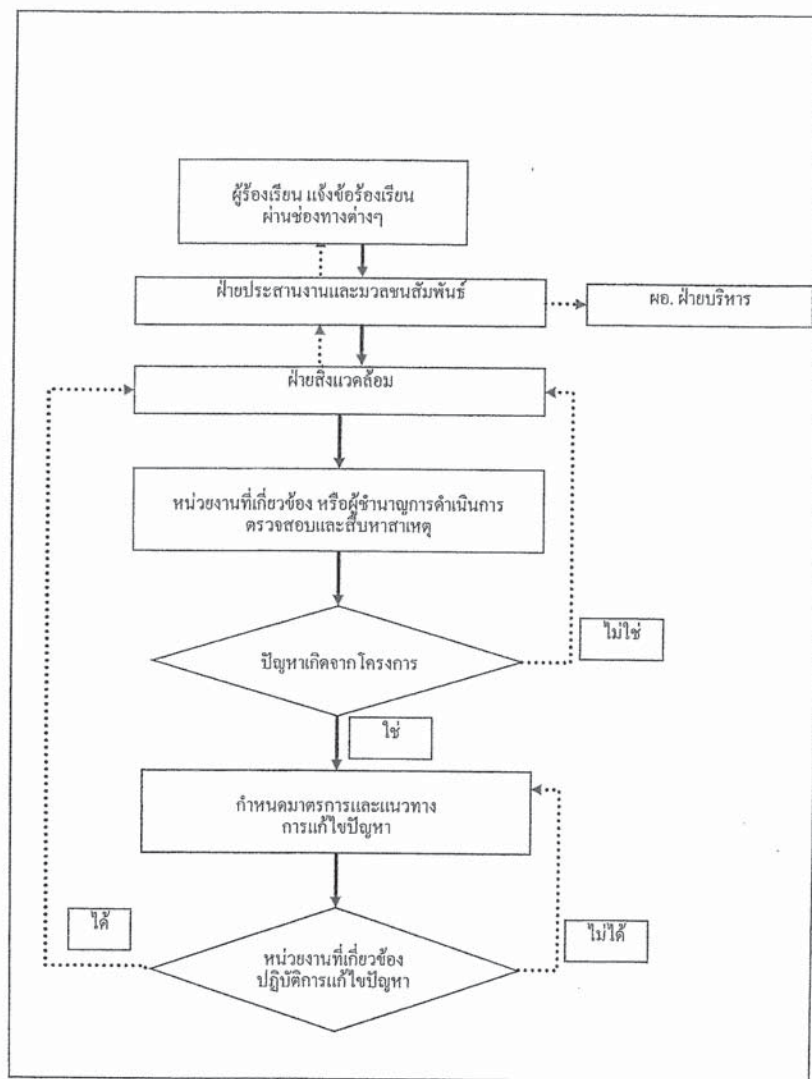 ผู้ร้องเรียน แจ้งข้อร้องเรียน
ผ่านช่องทางต่างๆ
ฝ่ายประสานงานและมวลชนสัมพันธ์
ผอ. ฝ่ายบริหาร
ฝ่ายสิ่งแวดล้อม
หน่วยงานที่เกี่ยวข้อง หรือผู้ชำนาญการดำเนินการ
ตรวจสอบและสืบหาสาเหตุ
ไม่ใช่
ปัญหาเกิดจากโครงการ
ใช่
กำหนดมาตรการและแนวทาง
การแก้ไขปัญหา
ได้
ไม่ได้
หน่วยงานที่เกี่ยวข้อง
ปฏิบัติการแก้ไขปัญหา